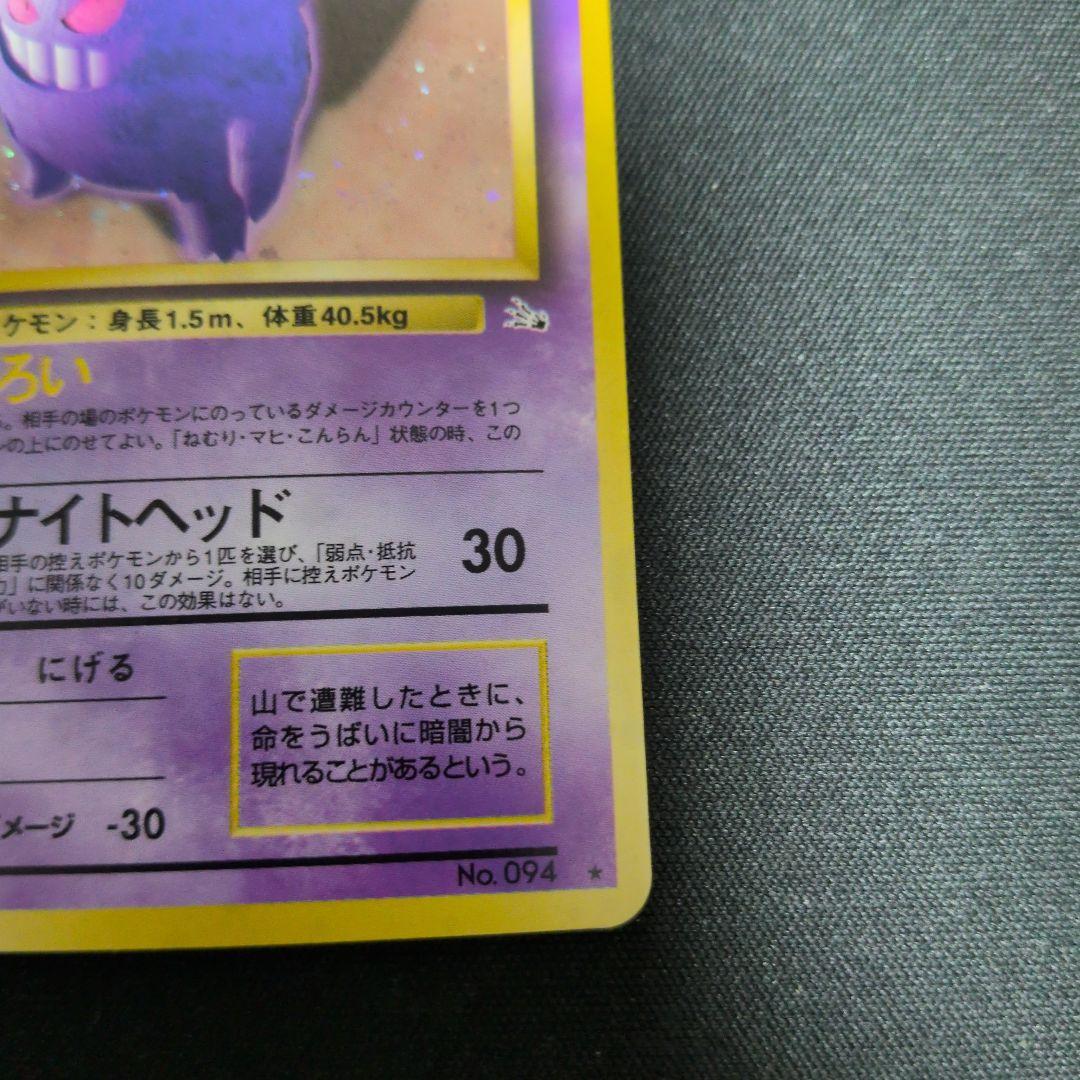 ケモン：身長1.5m、体重40.5kg
ろい
。相手の場のポケモンにのっているダメージカウンターを1つ
の上にのせてよい。「ねむり・マヒ・こんらん」状態の時、この
ナイトヘッド
相手の控えポケモンから1匹を選び、「弱点・抵抗
力」に関係なく10ダメージ。相手に控えポケモン
がいない時には、この効果はない。
30
にげる
山で遭難したときに、
命をうばいに暗闇から
現れることがあるという。
メージ -30
No. 094 ★